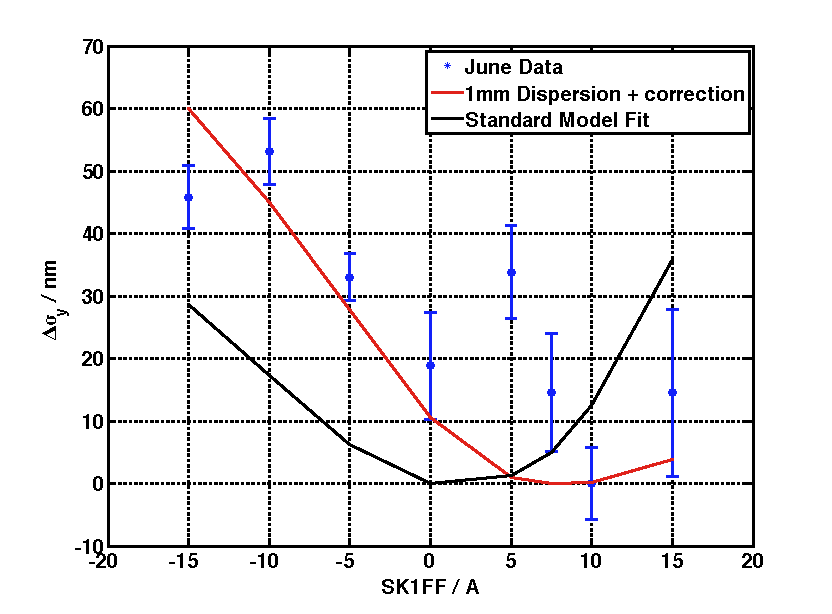 70
60
50
40
30
20
10
0
-10
Δσy / nm
June Data
1mm Dispersion + correction
Standard Model Fit
-20 -15 -10 -5 0 5 10 15 20
SK1FF / A